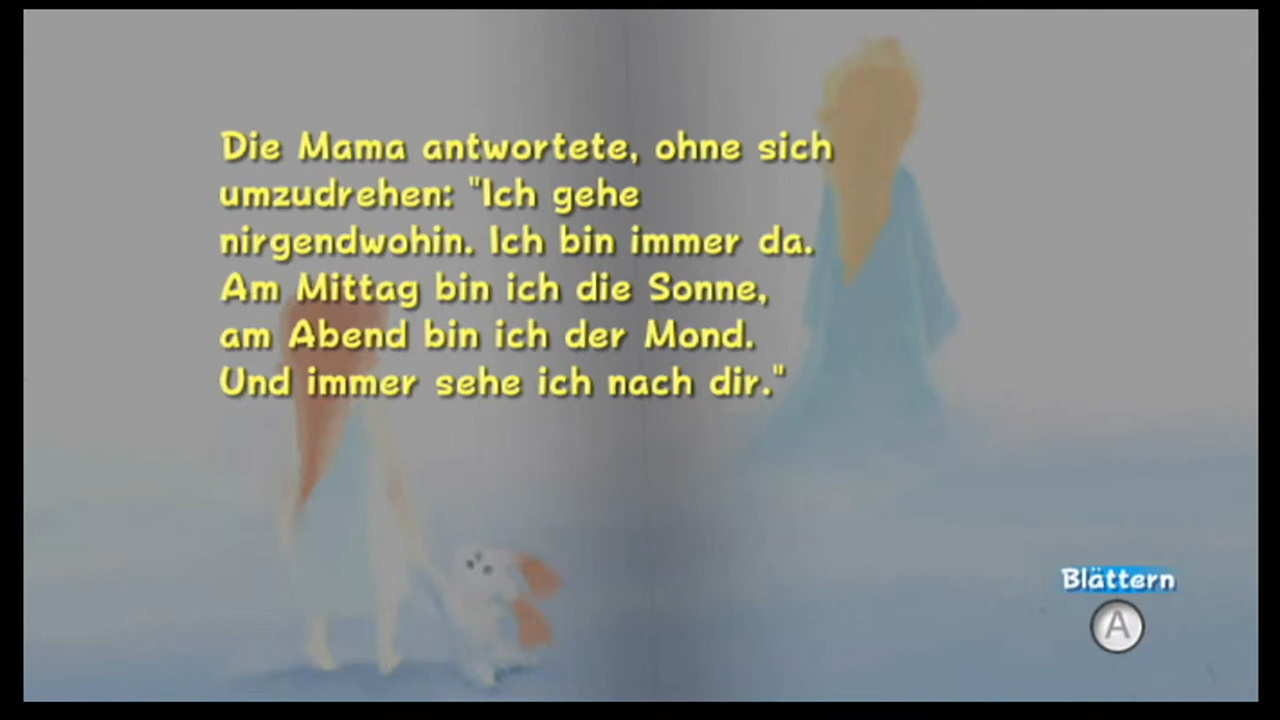 Die Mama antwortete, ohne sich
umzudrehen: "Ich gehe
nirgendwohin. Ich bin immer da.
Am Mittag bin ich die Sonne,
am Abend bin ich der Mond.
Und immer sehe ich nach dir."
Blättern
A